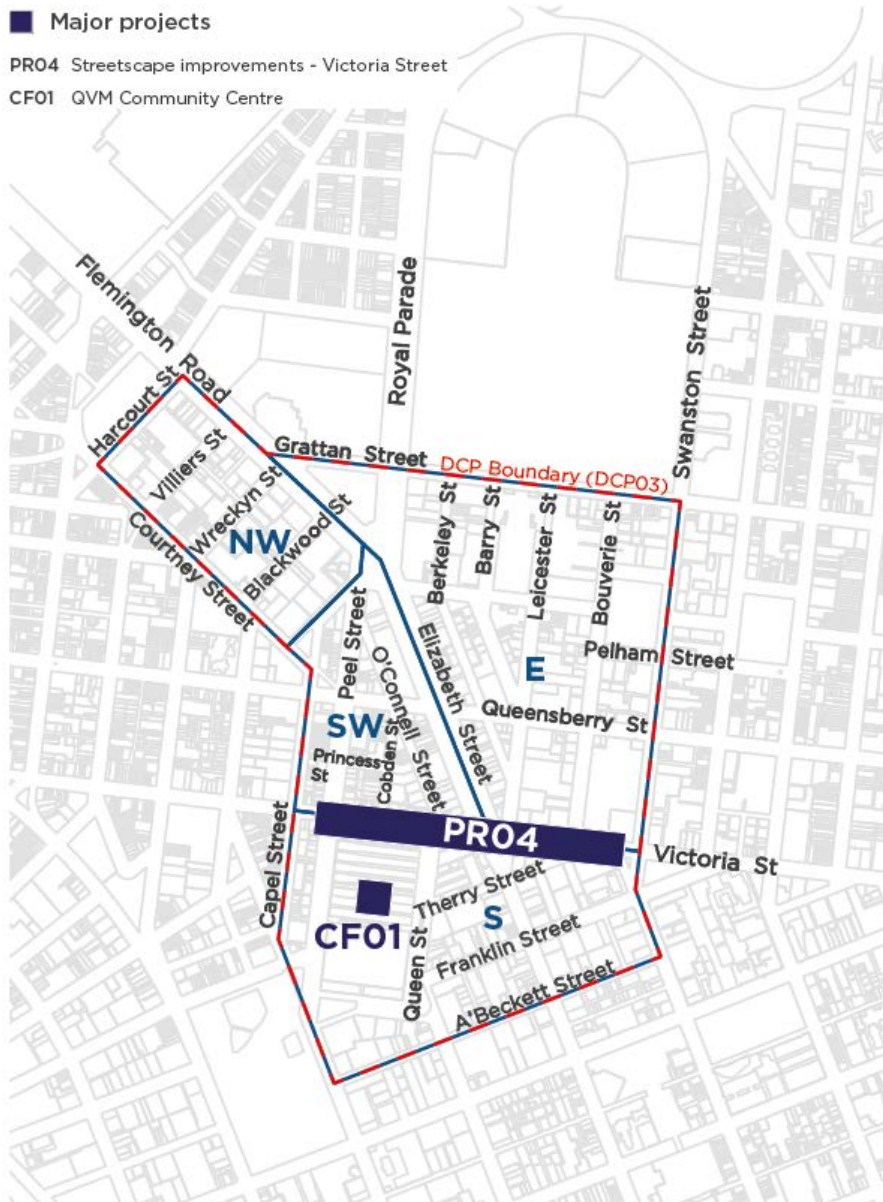 Major projects
PR04 Streetscape improvements - Victoria Street
CF01 QVM Community Centre
Flemington Road
Royal Parade
Swanston Street
Harcourt St
Grattan Street
DCP Boundary (DCP03)
Villiers St
Wreckyn St
Blackwood St
NW
Courtney Street
Berkeley St
Barry St
Leicester St
Bouverie St
Peel Street
O'Connell Street
Elizabeth Street
E
Pelham Street
Queensberry St
SW
Princess
St
Cobden St
PR04
Victoria St
Capel Street
CF01
Therry Street
S
Queen St
Franklin Street
A'Beckett Street